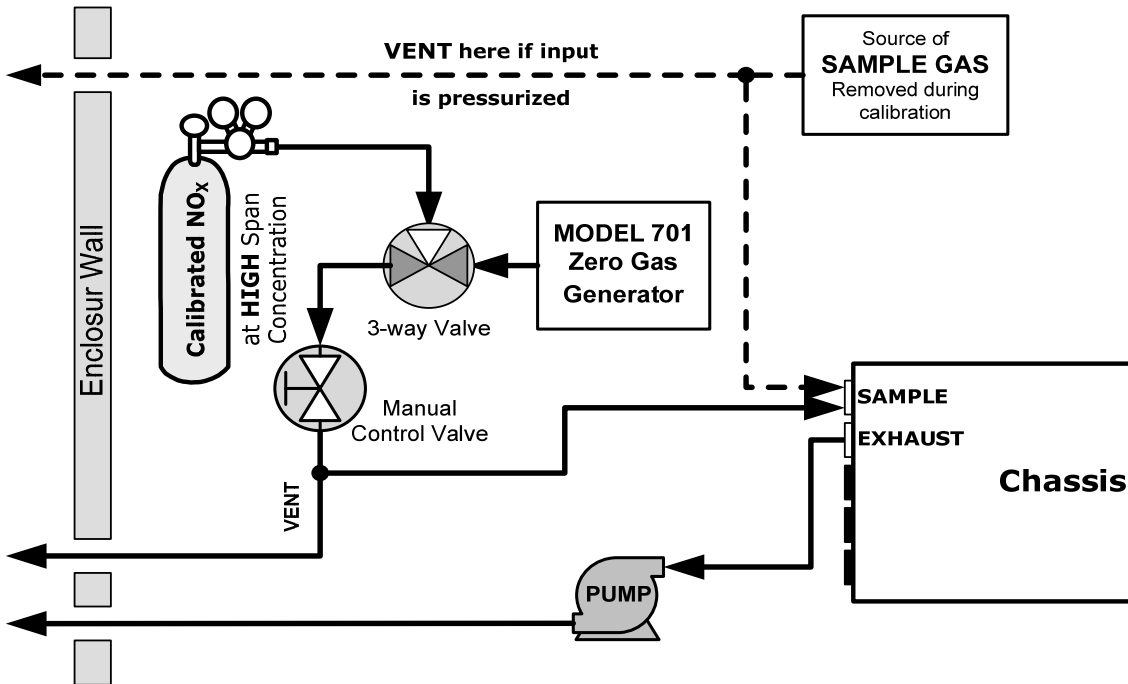 VENT here if input
is pressurized
Source of
SAMPLE GAS
Removed during
calibration
Enclosur Wall
Calibrated NOX
at HIGH Span
Concentration
3-way Valve
MODEL 701
Zero Gas
Generator
Manual
Control Valve
VENT
SAMPLE
EXHAUST
Chassis
PUMP